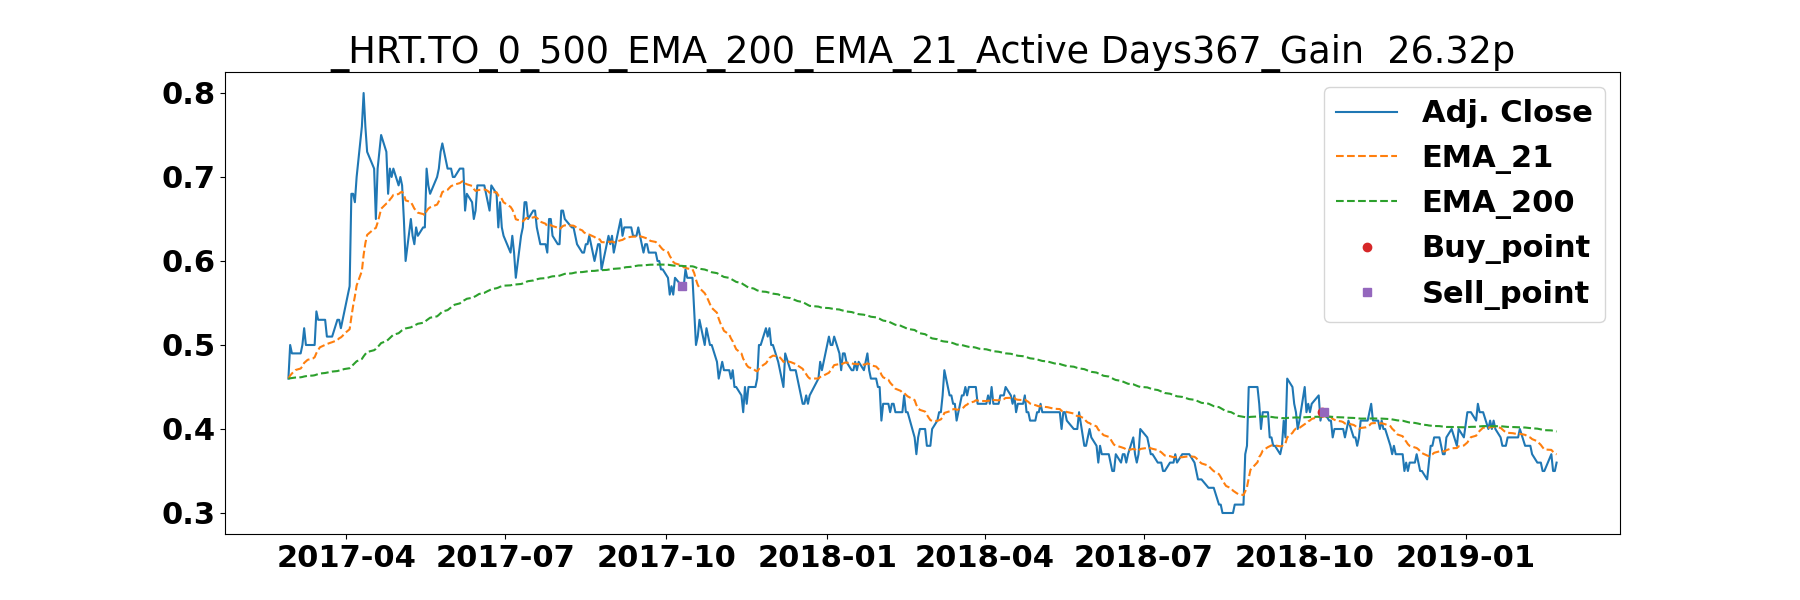 _HRT.TO_0_500_EMA_200_EMA_21_Active Days367_Gain  26.32p
0.8
0.7
0.6
0.5
0.4
0.3
Adj. Close
EMA_21
EMA_200
Buy_point
Sell_point
2017-04 2017-07 2017-10 2018-01 2018-04 2018-07 2018-10 2019-01